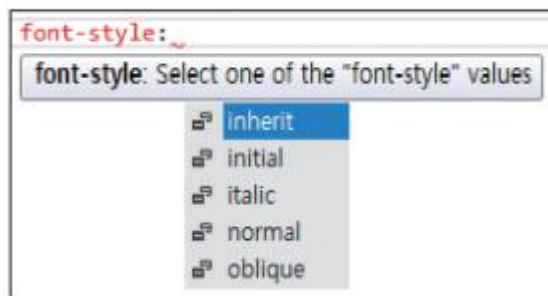 font-style:
font-style: Select one of the "font-style" values
inherit
initial
italic
normal
oblique